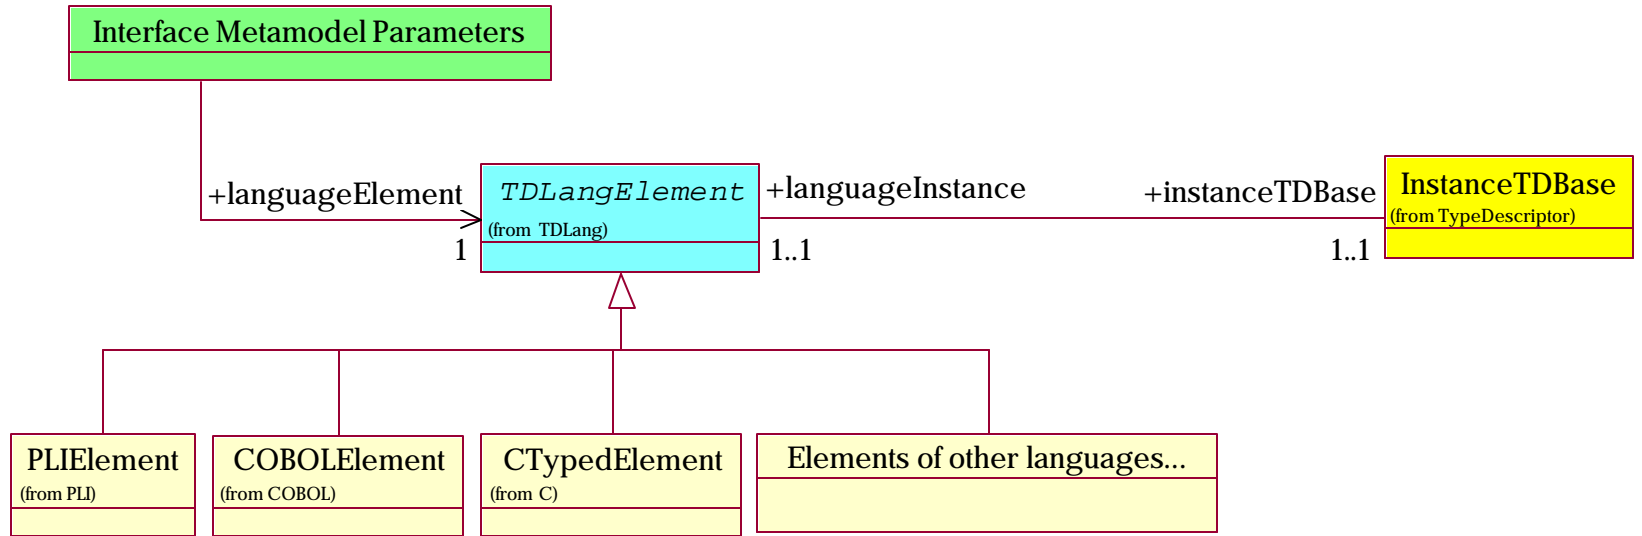 Interface Metamodel Parameters
+languageElement
1
TDLangElement
(from TDLang)
+languageInstance
1..1
+instanceTDBase
1..1
InstanceTDBase
(from TypeDescriptor)
PLIElement
(from PLI)
COBOLElement
(from COBOL)
CTypedElement
(from C)
Elements of other languages...